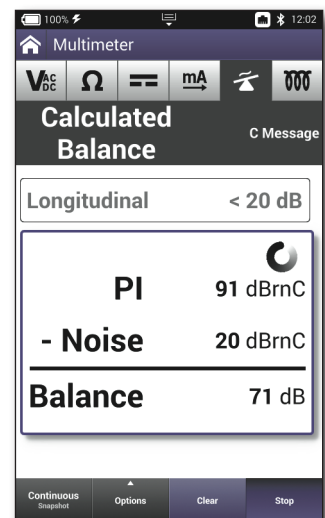 100% 12:02
Multimeter
VAC DC Ω mA
Calculated
Balance
C Message
Longitudinal < 20 dB
PI 91 dBrnC
- Noise 20 dBrnC
Balance 71 dB
Continuous Options Clear Stop
Snapshot